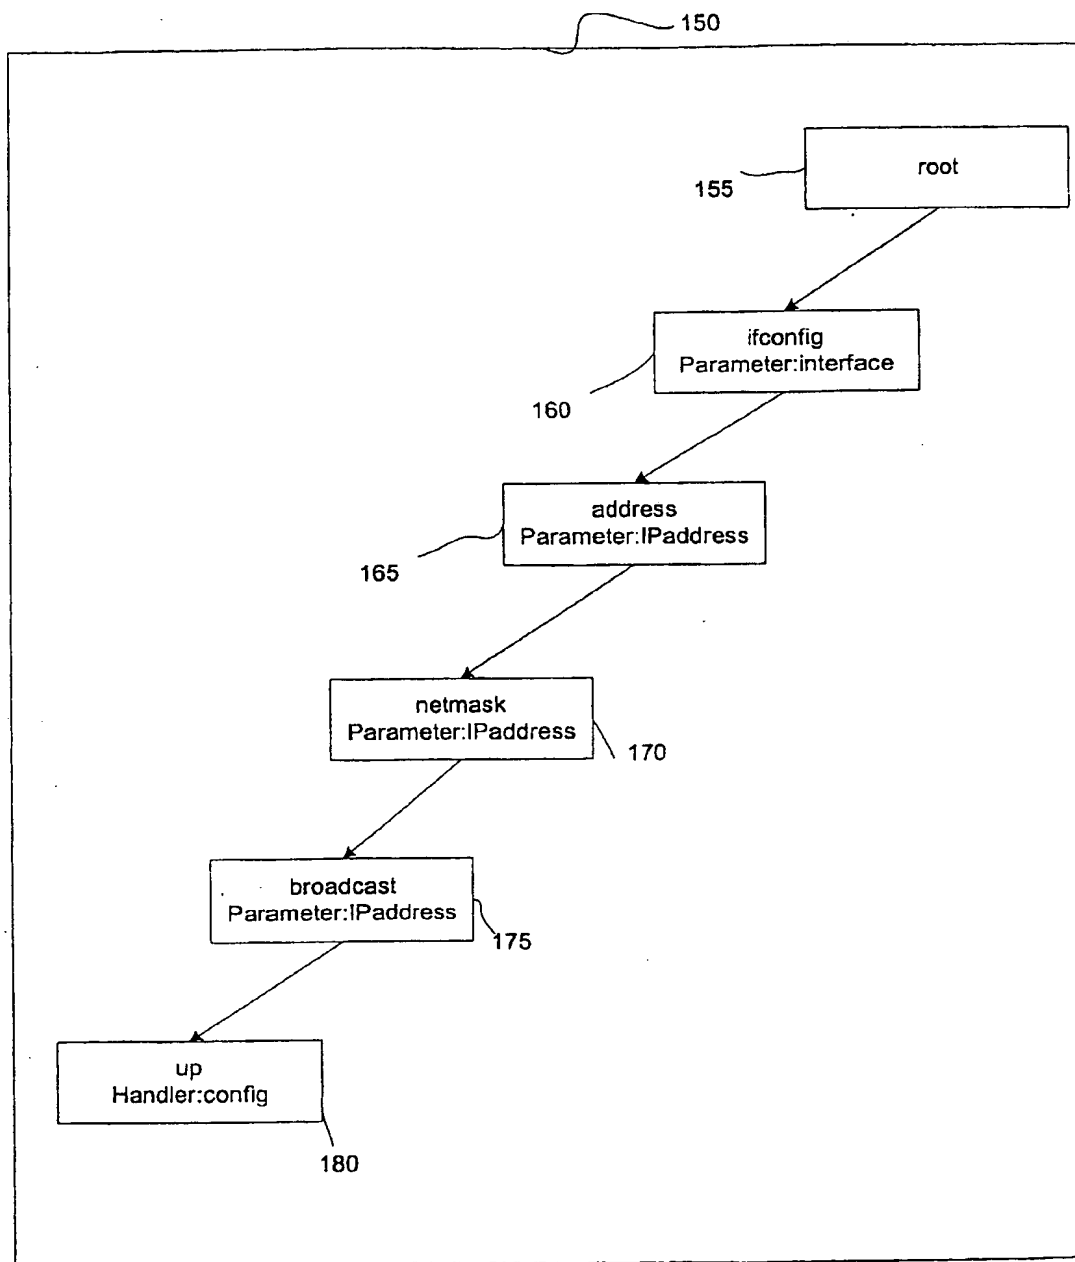 150
root
155
ifconfig
Parameter:interface
160
address
Parameter:IPaddress
165
netmask
Parameter:IPaddress
170
broadcast
Parameter:IPaddress
175
up
Handler:config
180